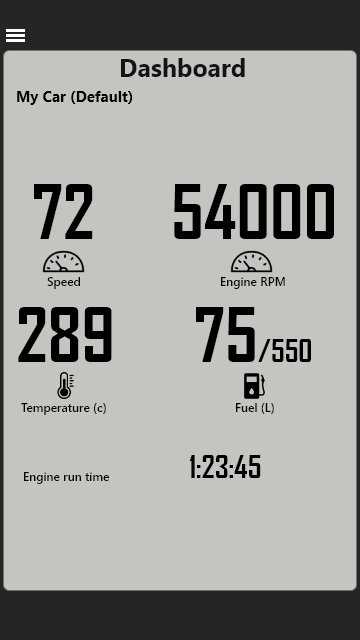 Dashboard
My Car (Default)
72 54000
Speed Engine RPM
289 75/550
Temperature (c) Fuel (L)
Engine run time 1:23:45